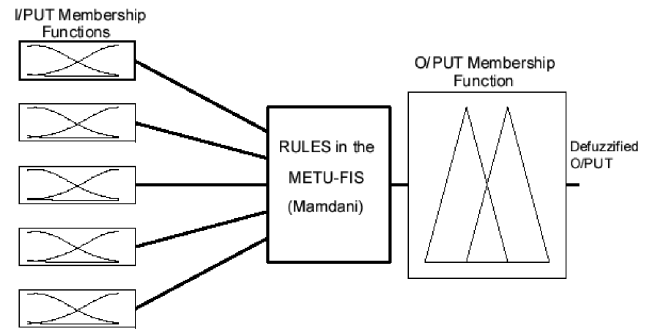 I/PUT Membership
Functions
O/PUT Membership
Function
RULES in the
METU-FIS
(Mamdani)
Defuzzified
O/PUT